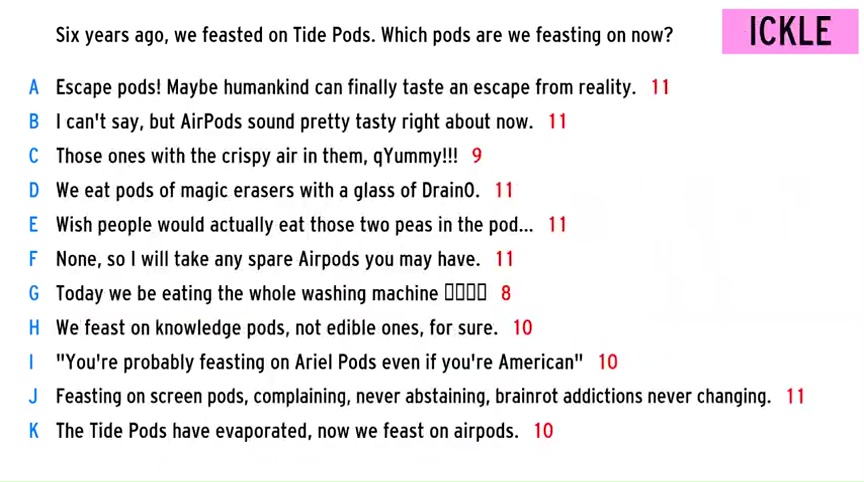 Six years ago, we feasted on Tide Pods. Which pods are we feasting on now?
ICKLE
A Escape pods! Maybe humankind can finally taste an escape from reality. 11
B I can't say, but AirPods sound pretty tasty right about now. 11
C Those ones with the crispy air in them, qYummy!!! 9
D We eat pods of magic erasers with a glass of DrainO. 11
E Wish people would actually eat those two peas in the pod... 11
F None, so I will take any spare Airpods you may have. 11
G Today we be eating the whole washing machine ▯▯▯▯ 8
H We feast on knowledge pods, not edible ones, for sure. 10
I "You're probably feasting on Ariel Pods even if you're American" 10
J Feasting on screen pods, complaining, never abstaining, brainrot addictions never changing. 11
K The Tide Pods have evaporated, now we feast on airpods. 10